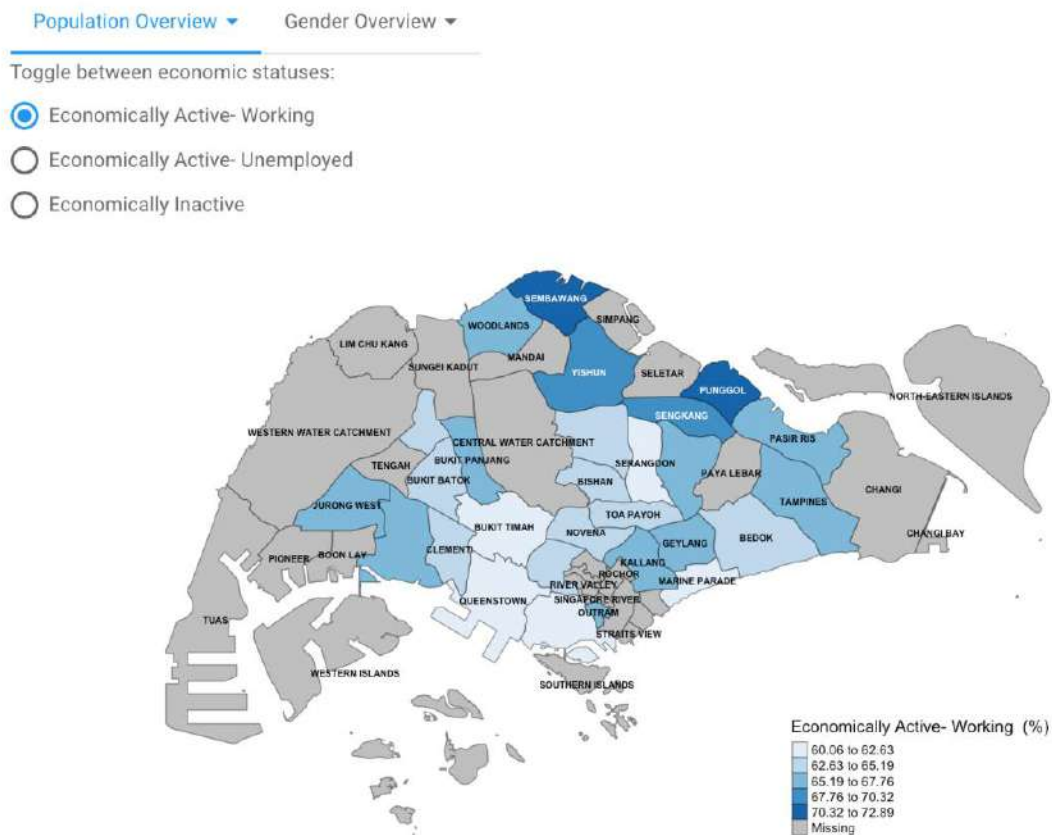 Population Overview Gender Overview
Toggle between economic statuses:
Economically Active- Working
Economically Active- Unemployed
Economically Inactive
SEMBAWANG
SIMPANG
WOODLANDS
LIM CHU KANG
MANDAI
SUNGEI KADUT
YISHUN
SELETAR
PUNGGOL
NORTH-EASTERN ISLANDS
SENGKANG
WESTERN WATER CATCHMENT
CENTRAL WATER CATCHMENT
PASIR RIS
TENGAH
BUKIT PANJANG
SERANGOON
PAYA LEBAR
BUKIT BATOK
BISHAN
CHANGI
JURONG WEST
TAMPINES
TOA PAYOH
BUKIT TIMAH
NOVENA
BEDOK
CHANGI BAY
PIONEER
BOON LAY
CLEMENTI
GEYLANG
KALLANG
ROCHOR
MARINE PARADE
RIVER VALLEY
QUEENSTOWN
SINGAPORE RIVER
OUTRAM
TUAS
STRAITS VIEW
WESTERN ISLANDS
SOUTHERN ISLANDS
Economically Active- Working (%)
60.06 to 62.63
62.63 to 65.19
65.19 to 67.76
67.76 to 70.32
70.32 to 72.89
Missing